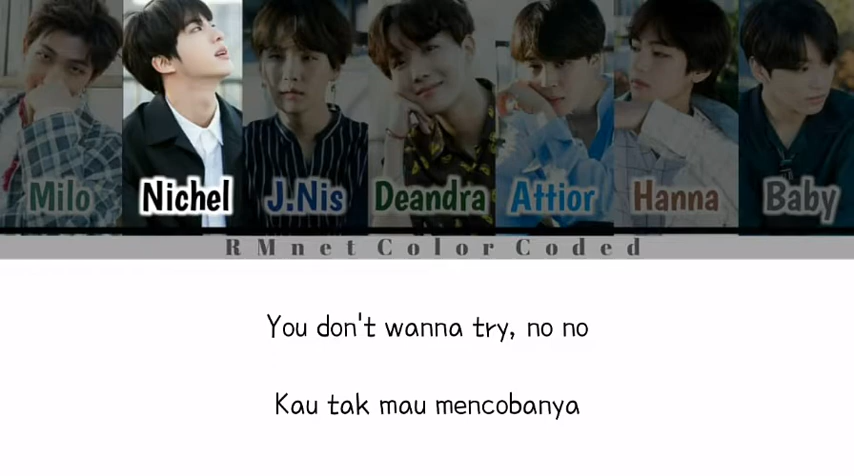 Milo Nichel J.Nis Deandra Attior Hanna Baby
RMnet Color Coded
You don't wanna try, no no
Kau tak mau mencobanya